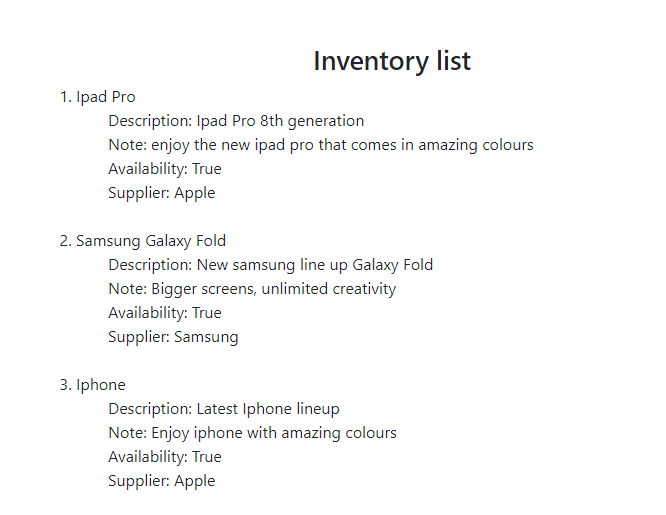 Inventory list
1. Ipad Pro
Description: Ipad Pro 8th generation
Note: enjoy the new ipad pro that comes in amazing colours
Availability: True
Supplier: Apple
2. Samsung Galaxy Fold
Description: New samsung line up Galaxy Fold
Note: Bigger screens, unlimited creativity
Availability: True
Supplier: Samsung
3. Iphone
Description: Latest Iphone lineup
Note: Enjoy iphone with amazing colours
Availability: True
Supplier: Apple